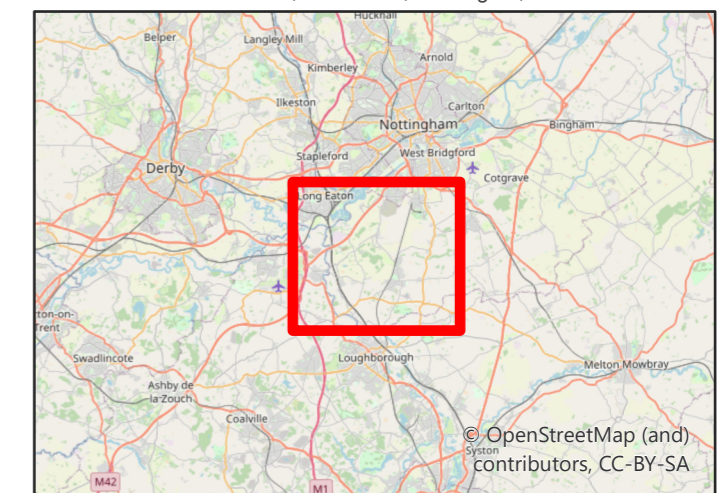 Hucknall
Belper
Langley Mill
Arnold
Kimberley
Ilkeston
Carlton
Nottingham
Bingham
Stapleford
West Bridgford
Derby
Cotgrave
Long Eaton
ton-on-
Trent
Swadlincote
Loughborough
Melton Mowbray
Ashby de
la Zouch
Coalville
© OpenStreetMap (and)
Syston
contributors, CC-BY-SA
M42
M1